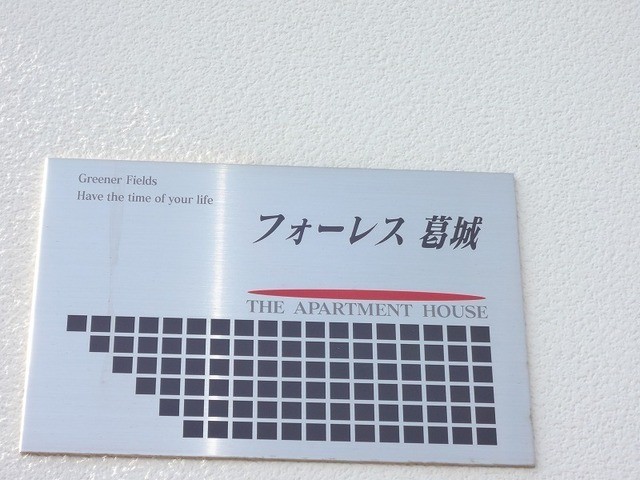 Greener Fields
Have the time of your life
フォーレス 葛城
THE APARTMENT HOUSE